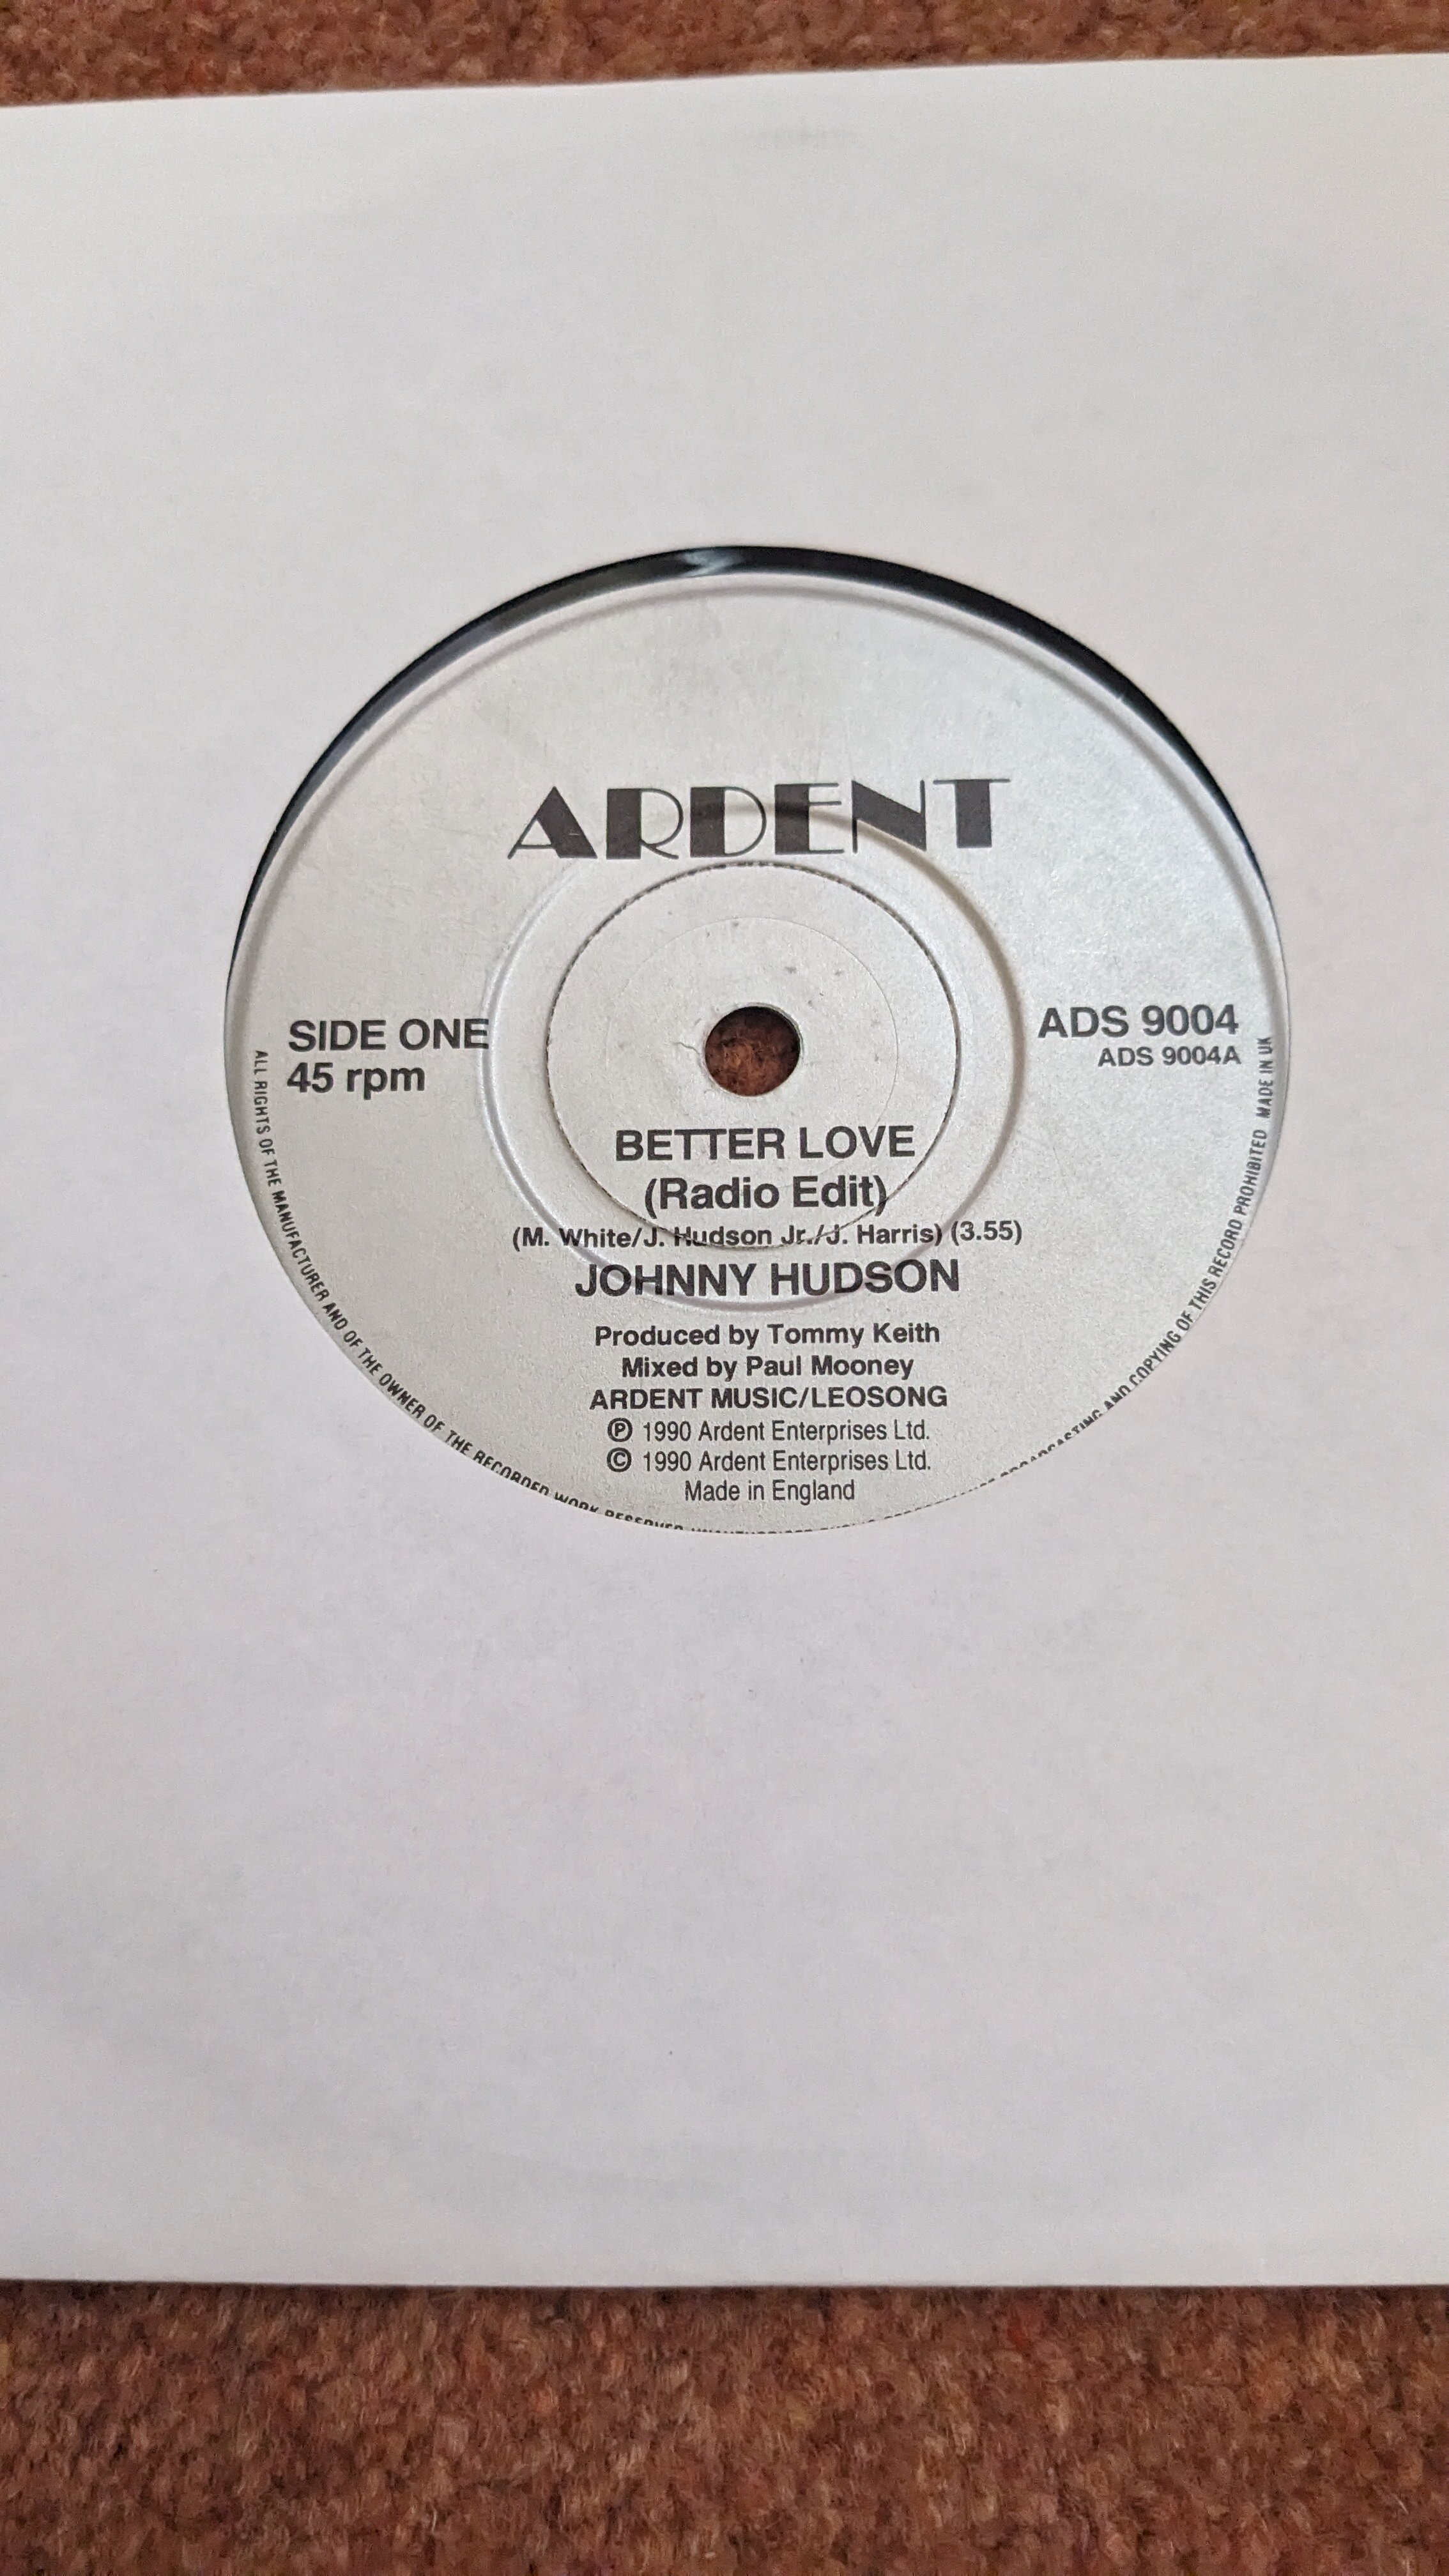 ARDENT
SIDE ONE
45 rpm
ADS 9004
ADS 9004A
BETTER LOVE
(Radio Edit)
(M. White/J. Hudson Jr./J. Harris) (3.55)
JOHNNY HUDSON
Produced by Tommy Keith
Mixed by Paul Mooney
ARDENT MUSIC/LEOSONG
Ⓟ 1990 Ardent Enterprises Ltd.
© 1990 Ardent Enterprises Ltd.
Made in England
ALL RIGHTS OF THE MANUFACTURER AND OF THE OWNER OF THE RECORDED WORK RESERVED AND COPYING OF THIS RECORD PROHIBITED MADE IN UK